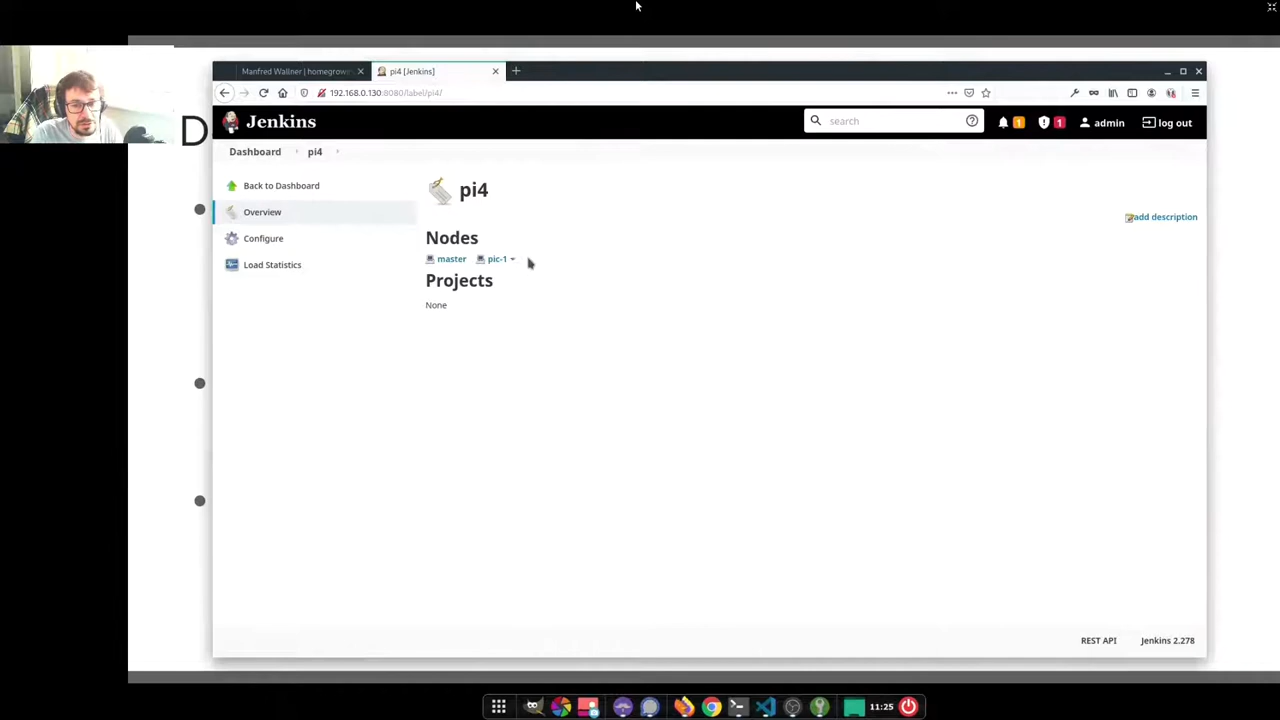 Manfred Wallner | homegrow
pi4 [Jenkins]
192.168.0.130:8080/label/pi4/
Jenkins
search
1
1
admin
log out
D
Dashboard
pi4
Back to Dashboard
Overview
Configure
Load Statistics
pi4
add description
Nodes
master
pic-1
Projects
None
REST API
Jenkins 2.278
11:25